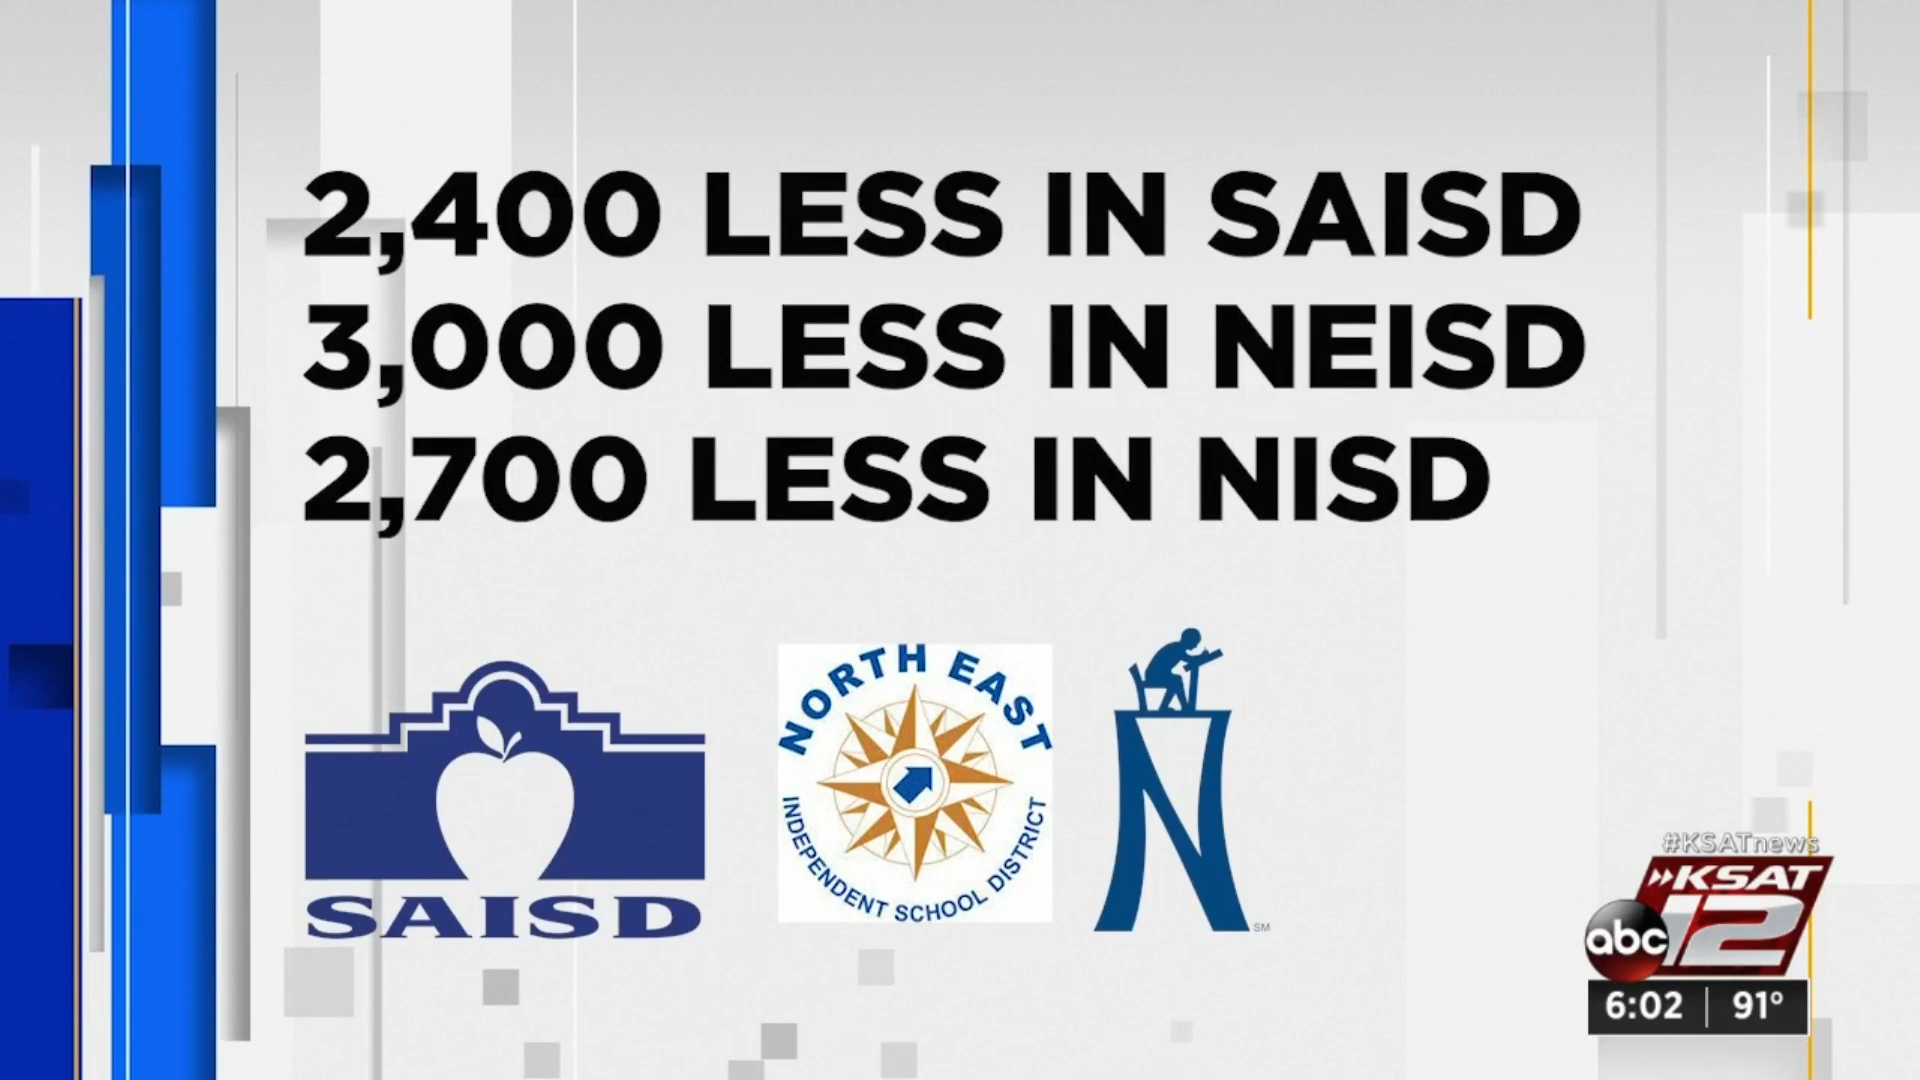 2,400 LESS IN SAISD
3,000 LESS IN NEISD
2,700 LESS IN NISD
SAISD
NORTH EAST
INDEPENDENT SCHOOL DISTRICT
N
SM
#KSATnews
KSAT
abc 12
6:02 | 91°